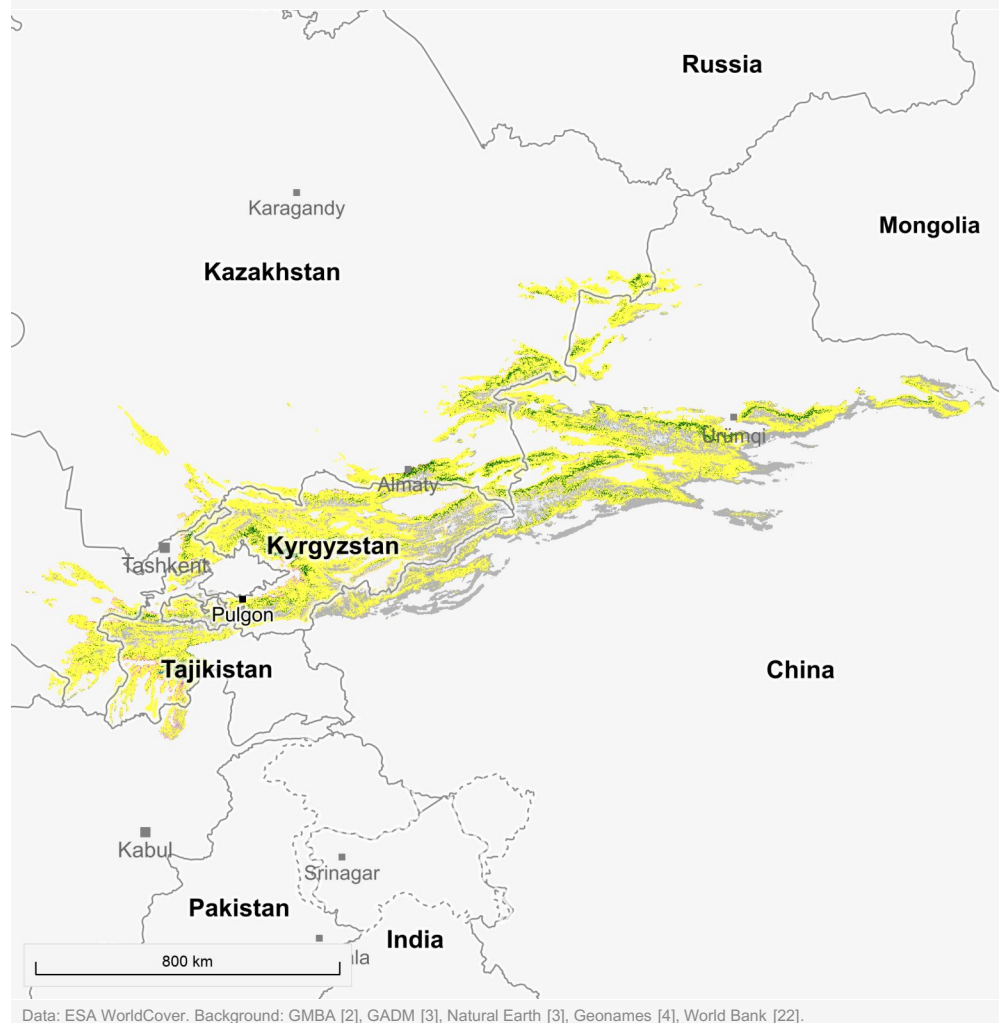 Russia
Karagandy
Mongolia
Kazakhstan
Ürümqi
Almaty
Kyrgyzstan
Tashkent
Pulgon
Tajikistan
China
Kabul
Srinagar
Pakistan
India
800 km
Data: ESA WorldCover. Background: GMBA [2], GADM [3], Natural Earth [3], Geonames [4], World Bank [22].